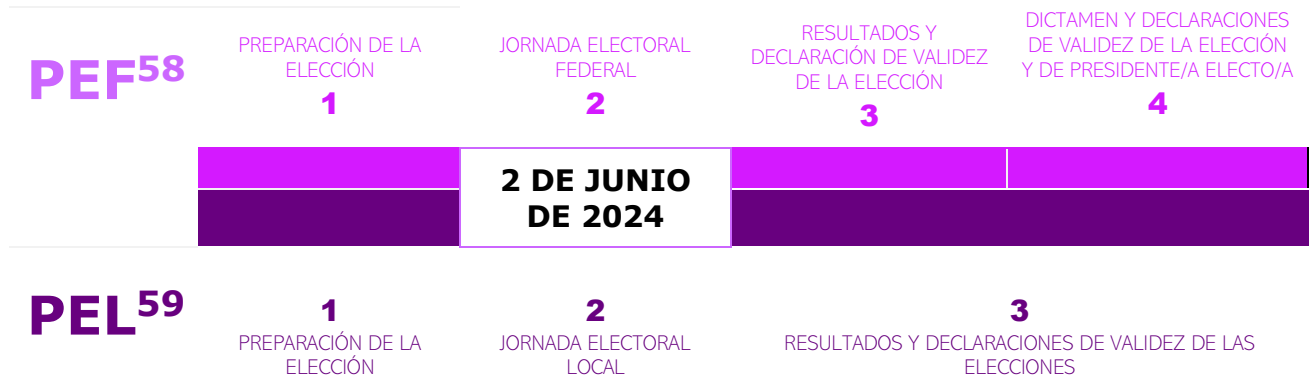 PEF58
PREPARACIÓN DE LA
ELECCIÓN
1
JORNADA ELECTORAL
FEDERAL
2
RESULTADOS Y
DECLARACIÓN DE VALIDEZ
DE LA ELECCIÓN
3
DICTAMEN Y DECLARACIONES
DE VALIDEZ DE LA ELECCIÓN
Y DE PRESIDENTE/A ELECTO/A
4
2 DE JUNIO
DE 2024
PEL59
1
PREPARACIÓN DE LA
ELECCIÓN
2
JORNADA ELECTORAL
LOCAL
3
RESULTADOS Y DECLARACIONES DE VALIDEZ DE LAS
ELECCIONES